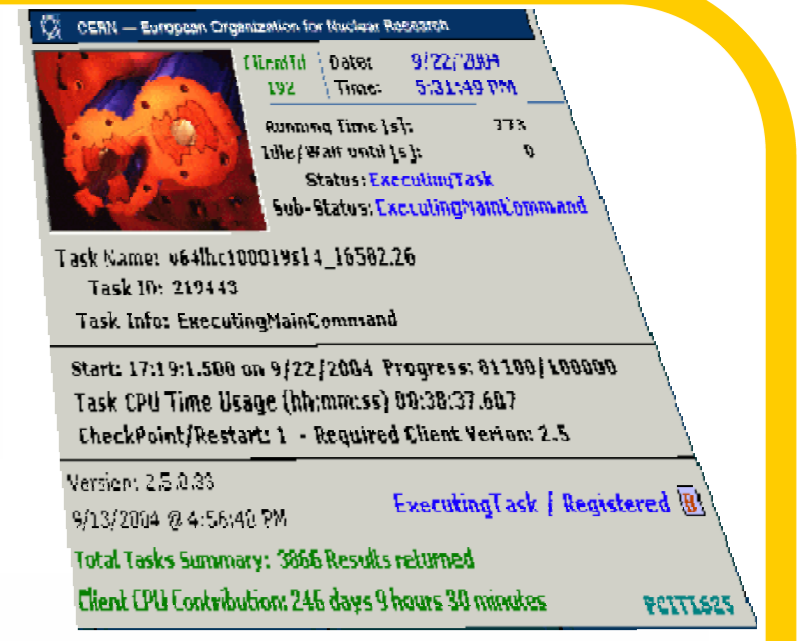 CERN — European Organization for Nuclear Research
ClientId Date: 9/22/2004
192 Time: 5:31:49 PM
Running Time [s]: 773
Idle/Wait until [s]: 0
Status: ExecutingTask
Sub-Status: ExecutingMainCommand
Task Name: v64lhc100019s14_16582.26
Task ID: 219443
Task Info: ExecutingMainCommand
Start: 17:19:1.500 on 9/22/2004 Progress: 01100/100000
Task CPU Time Usage (hh:mm:ss) 00:38:37.607
CheckPoint/Restart: 1 - Required Client Verion: 2.5
Version: 2.5.0.33
9/13/2004 @ 4:56:40 PM
ExecutingTask / Registered B
Total Tasks Summary: 3866 Results returned
Client CPU Contribution: 246 days 9 hours 30 minutes